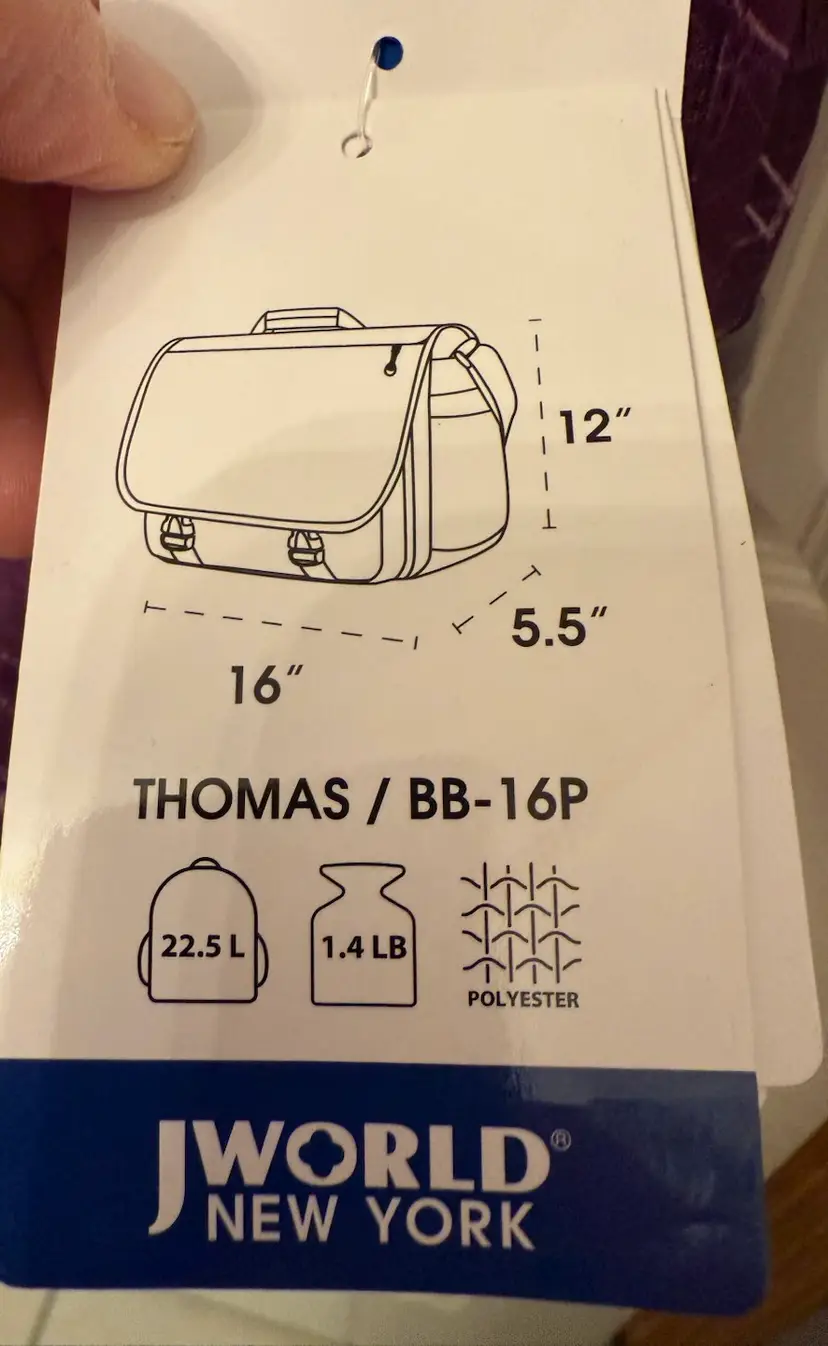 12"
5.5"
16"
THOMAS / BB-16P
22.5 L
1.4 LB
POLYESTER
JWORLD®
NEW YORK